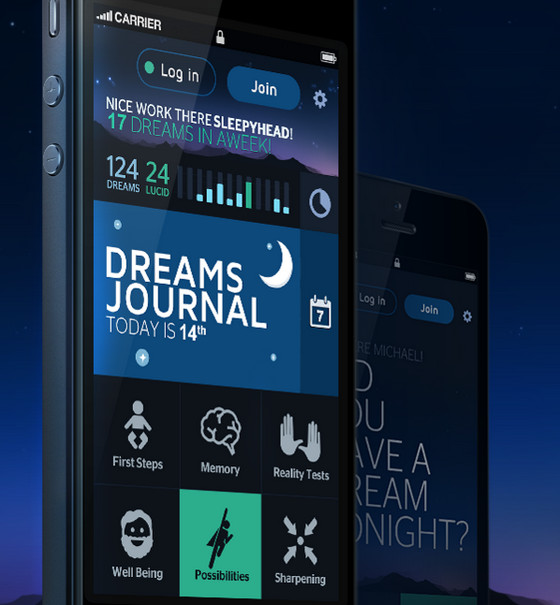 CARRIER
Log in
Join
NICE WORK THERE SLEEPYHEAD!
17 DREAMS IN AWEEK!
124 24
DREAMS LUCID
DREAMS
JOURNAL
TODAY IS 14th
7
First Steps
Memory
Reality Tests
Well Being
Possibilities
Sharpening
Log in
Join
RE MICHAEL!
O
OU
AVE A
REAM
ONIGHT?